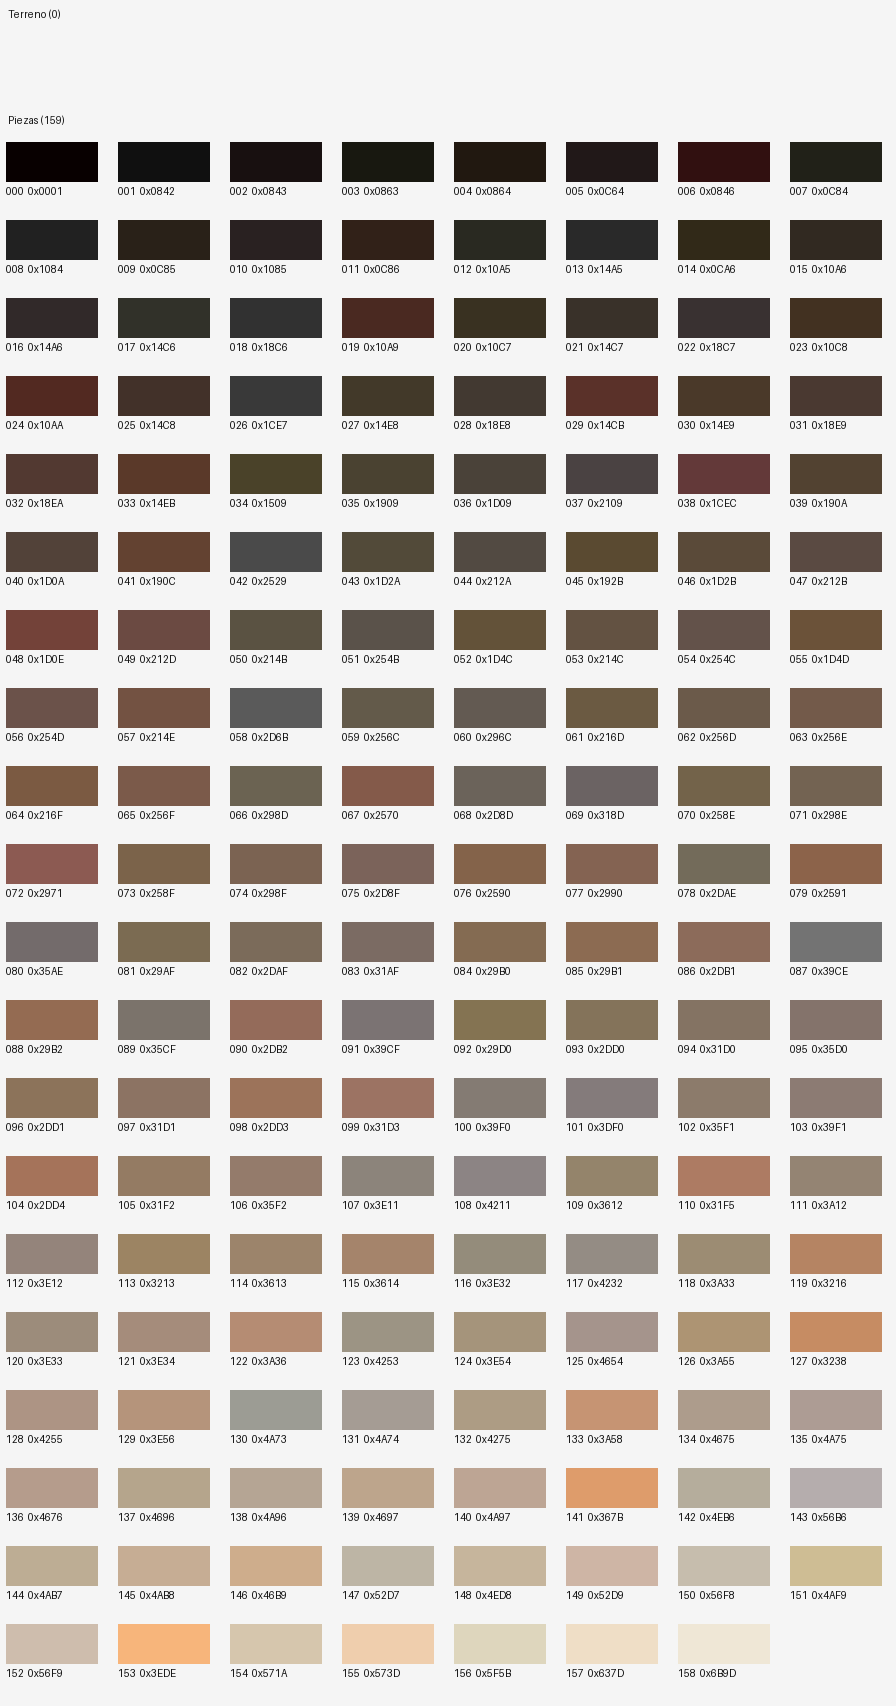 Terreno (0)
Piezas (159)
000 0x0001 001 0x0842 002 0x0843 003 0x0863 004 0x0864 005 0x0C64 006 0x0846 007 0x0C84
008 0x1084 009 0x0C85 010 0x1085 011 0x0C86 012 0x10A5 013 0x14A5 014 0x0CA6 015 0x10A6
016 0x14A6 017 0x14C6 018 0x18C6 019 0x10A9 020 0x10C7 021 0x14C7 022 0x18C7 023 0x10C8
024 0x10AA 025 0x14C8 026 0x1CE7 027 0x14E8 028 0x18E8 029 0x14CB 030 0x14E9 031 0x18E9
032 0x18EA 033 0x14EB 034 0x1509 035 0x1909 036 0x1D09 037 0x2109 038 0x1CEC 039 0x190A
040 0x1D0A 041 0x190C 042 0x2529 043 0x1D2A 044 0x212A 045 0x192B 046 0x1D2B 047 0x212B
048 0x1D0E 049 0x212D 050 0x214B 051 0x254B 052 0x1D4C 053 0x214C 054 0x254C 055 0x1D4D
056 0x254D 057 0x214E 058 0x2D6B 059 0x256C 060 0x296C 061 0x216D 062 0x256D 063 0x256E
064 0x216F 065 0x256F 066 0x298D 067 0x2570 068 0x2D8D 069 0x318D 070 0x258E 071 0x298E
072 0x2971 073 0x258F 074 0x298F 075 0x2D8F 076 0x2590 077 0x2990 078 0x2DAE 079 0x2591
080 0x35AE 081 0x29AF 082 0x2DAF 083 0x31AF 084 0x29B0 085 0x29B1 086 0x2DB1 087 0x39CE
088 0x29B2 089 0x35CF 090 0x2DB2 091 0x39CF 092 0x29D0 093 0x2DD0 094 0x31D0 095 0x35D0
096 0x2DD1 097 0x31D1 098 0x2DD3 099 0x31D3 100 0x39F0 101 0x3DF0 102 0x35F1 103 0x39F1
104 0x2DD4 105 0x31F2 106 0x35F2 107 0x3E11 108 0x4211 109 0x3612 110 0x31F5 111 0x3A12
112 0x3E12 113 0x3213 114 0x3613 115 0x3614 116 0x3E32 117 0x4232 118 0x3A33 119 0x3216
120 0x3E33 121 0x3E34 122 0x3A36 123 0x4253 124 0x3E54 125 0x4654 126 0x3A55 127 0x3238
128 0x4255 129 0x3E56 130 0x4A73 131 0x4A74 132 0x4275 133 0x3A58 134 0x4675 135 0x4A75
136 0x4676 137 0x4696 138 0x4A96 139 0x4697 140 0x4A97 141 0x367B 142 0x4EB6 143 0x56B6
144 0x4AB7 145 0x4AB8 146 0x46B9 147 0x52D7 148 0x4ED8 149 0x52D9 150 0x56F8 151 0x4AF9
152 0x56F9 153 0x3EDE 154 0x571A 155 0x573D 156 0x5F5B 157 0x637D 158 0x6B9D